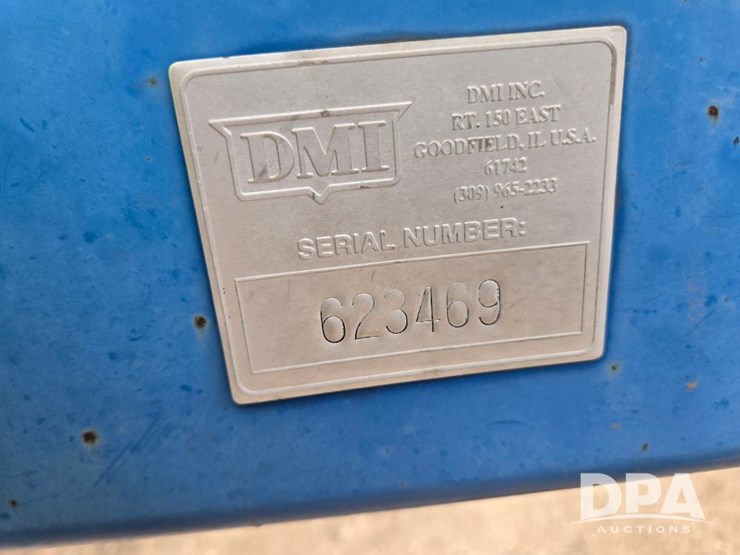 DMI
DMI INC.
RT. 150 EAST
GOODFIELD, IL U.S.A.
61742
(309) 965-2233
SERIAL NUMBER:
623469
DPA
AUCTIONS